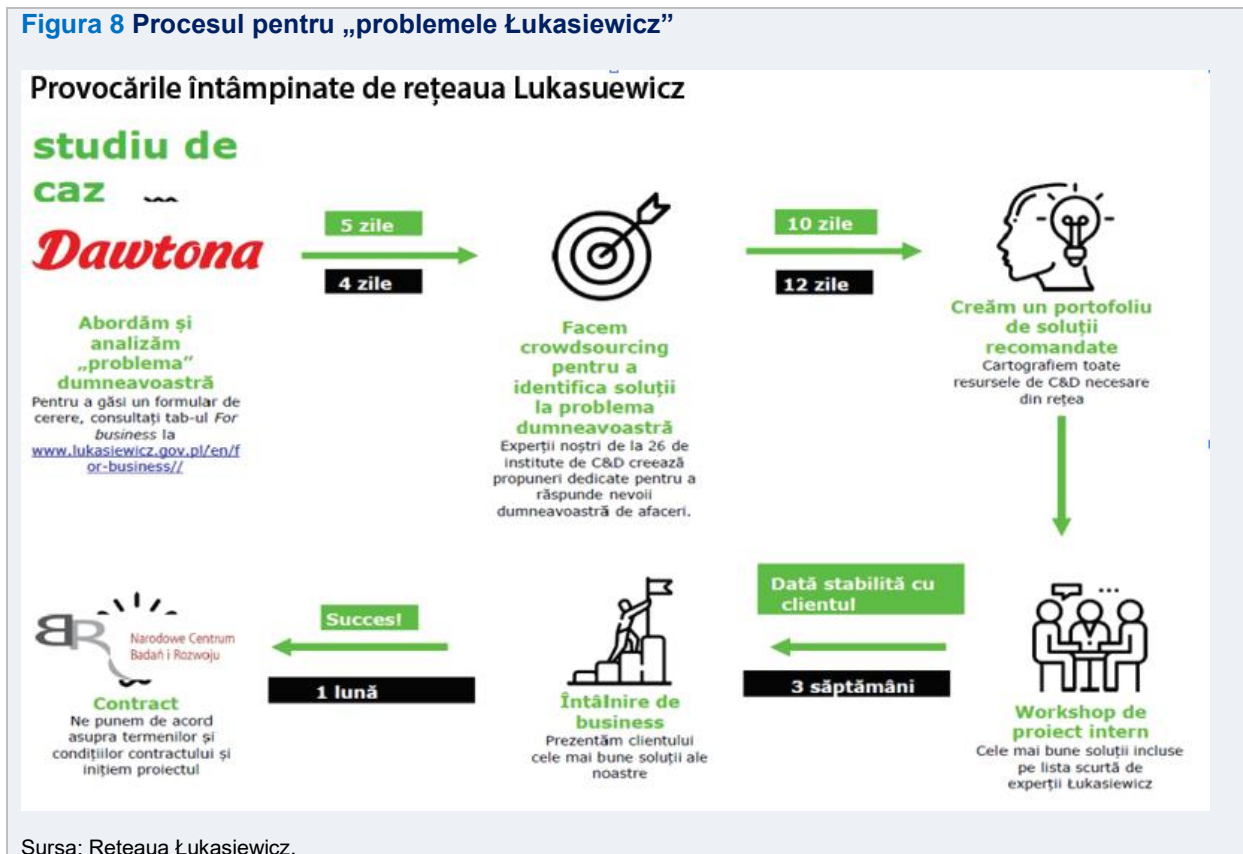 Figura 8 Procesul pentru „problemele Łukasiewicz”
Provocările întâmpinate de rețeaua Lukasuewicz
studiu de
caz
Dawtona
Abordăm și
analizăm
„problema”
dumneavoastră
Pentru a găsi un formular de
cerere, consultați tab-ul For
business la
www.lukasiewicz.gov.pl/en/f
or-business//
5 zile
4 zile
Facem
crowdsourcing
pentru a
identifica soluții
la problema
dumneavoastră
Experții noștri de la 26 de
institute de C&D creează
propuneri dedicate pentru a
răspunde nevoii
dumneavoastră de afaceri.
10 zile
12 zile
Creăm un portofoliu
de soluții
recomandate
Cartografiem toate
resursele de C&D necesare
din rețea
Workshop de
proiect intern
Cele mai bune soluții incluse
pe lista scurtă de
experții Łukasiewicz
Dată stabilită cu
clientul
3 săptămâni
Întâlnire de
business
Prezentăm clientului
cele mai bune soluții ale
noastre
Succes!
1 lună
BR
Narodowe Centrum
Badań i Rozwoju
Contract
Ne punem de acord
asupra termenilor și
condițiilor contractului și
inițiem proiectul
Sursa: Rețeaua Łukasiewicz.